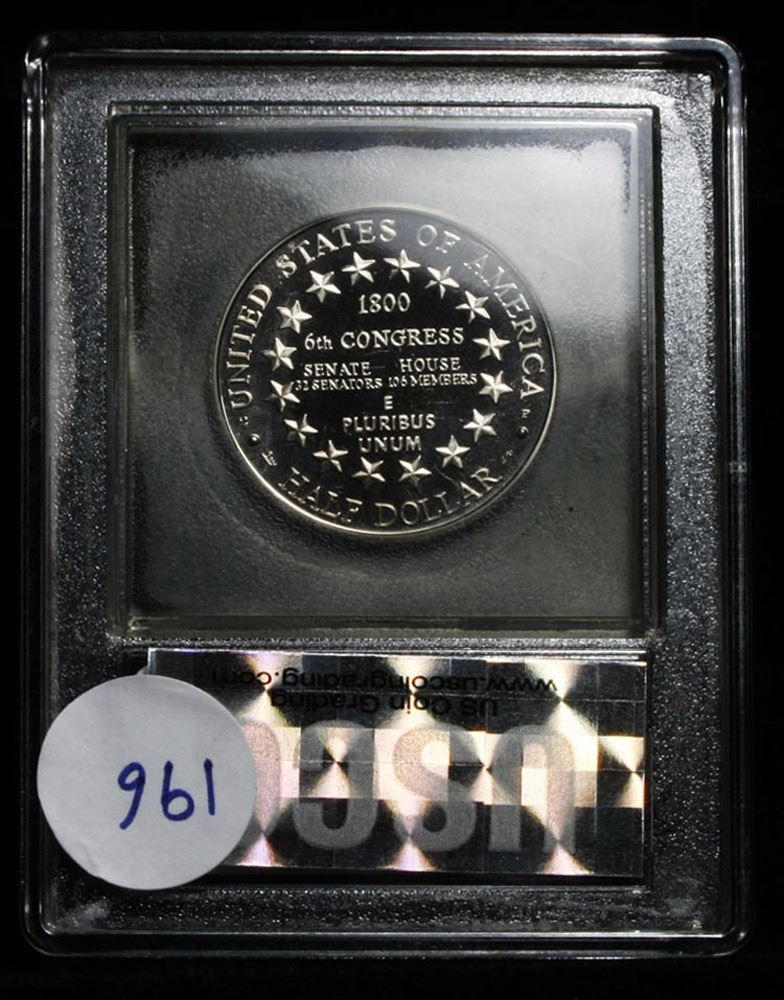 UNITED STATES OF AMERICA
1800
6th CONGRESS
SENATE HOUSE
32 SENATORS 106 MEMBERS
E
PLURIBUS
UNUM
HALF DOLLAR
www.uscoingrading.com
US Coin Grading
USCG
961